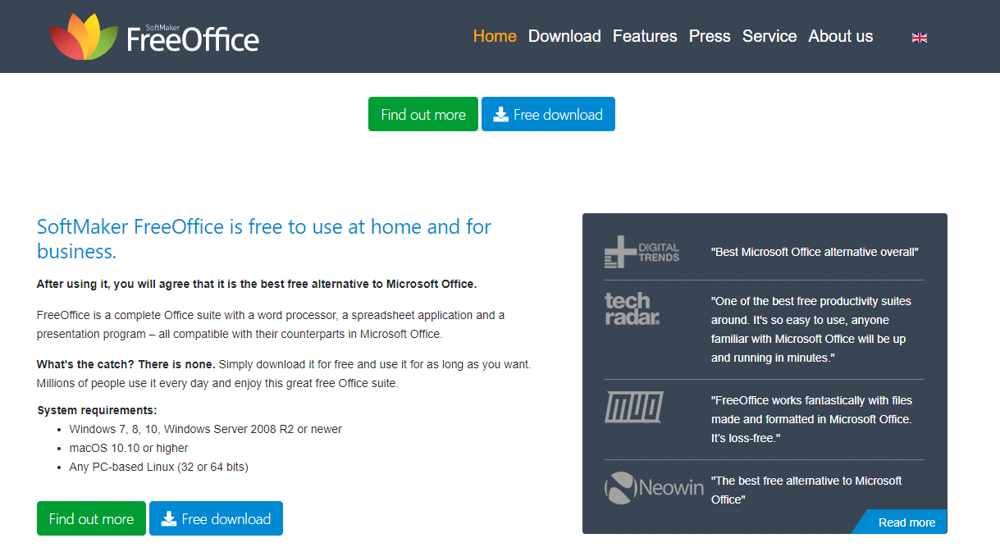 SoftMaker
FreeOffice
Home Download Features Press Service About us
Find out more Free download
SoftMaker FreeOffice is free to use at home and for
business.
After using it, you will agree that it is the best free alternative to Microsoft Office.
FreeOffice is a complete Office suite with a word processor, a spreadsheet application and a
presentation program – all compatible with their counterparts in Microsoft Office.
What's the catch? There is none. Simply download it for free and use it for as long as you want.
Millions of people use it every day and enjoy this great free Office suite.
System requirements:
• Windows 7, 8, 10, Windows Server 2008 R2 or newer
• macOS 10.10 or higher
• Any PC-based Linux (32 or 64 bits)
Find out more Free download
DIGITAL
TRENDS
"Best Microsoft Office alternative overall"
tech
radar.
"One of the best free productivity suites
around. It's so easy to use, anyone
familiar with Microsoft Office will be up
and running in minutes."
MUO
"FreeOffice works fantastically with files
made and formatted in Microsoft Office.
It’s loss-free."
Neowin
"The best free alternative to Microsoft
Office"
Read more